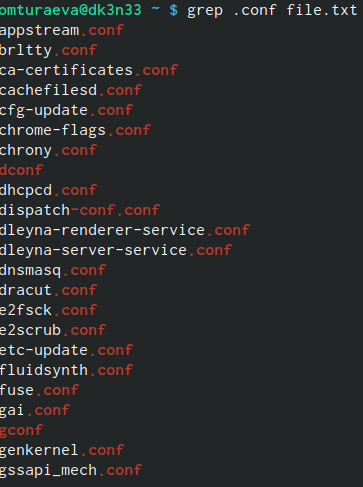 omturaeva@dk3n33 ~ $ grep .conf file.txt
appstream.conf
brltty.conf
ca-certificates.conf
cachefilesd.conf
cfg-update.conf
chrome-flags.conf
chrony.conf
dconf
dhcpcd.conf
dispatch-conf.conf
dleyna-renderer-service.conf
dleyna-server-service.conf
dnsmasq.conf
dracut.conf
e2fsck.conf
e2scrub.conf
etc-update.conf
fluidsynth.conf
fuse.conf
gai.conf
gconf
genkernel.conf
gssapi_mech.conf